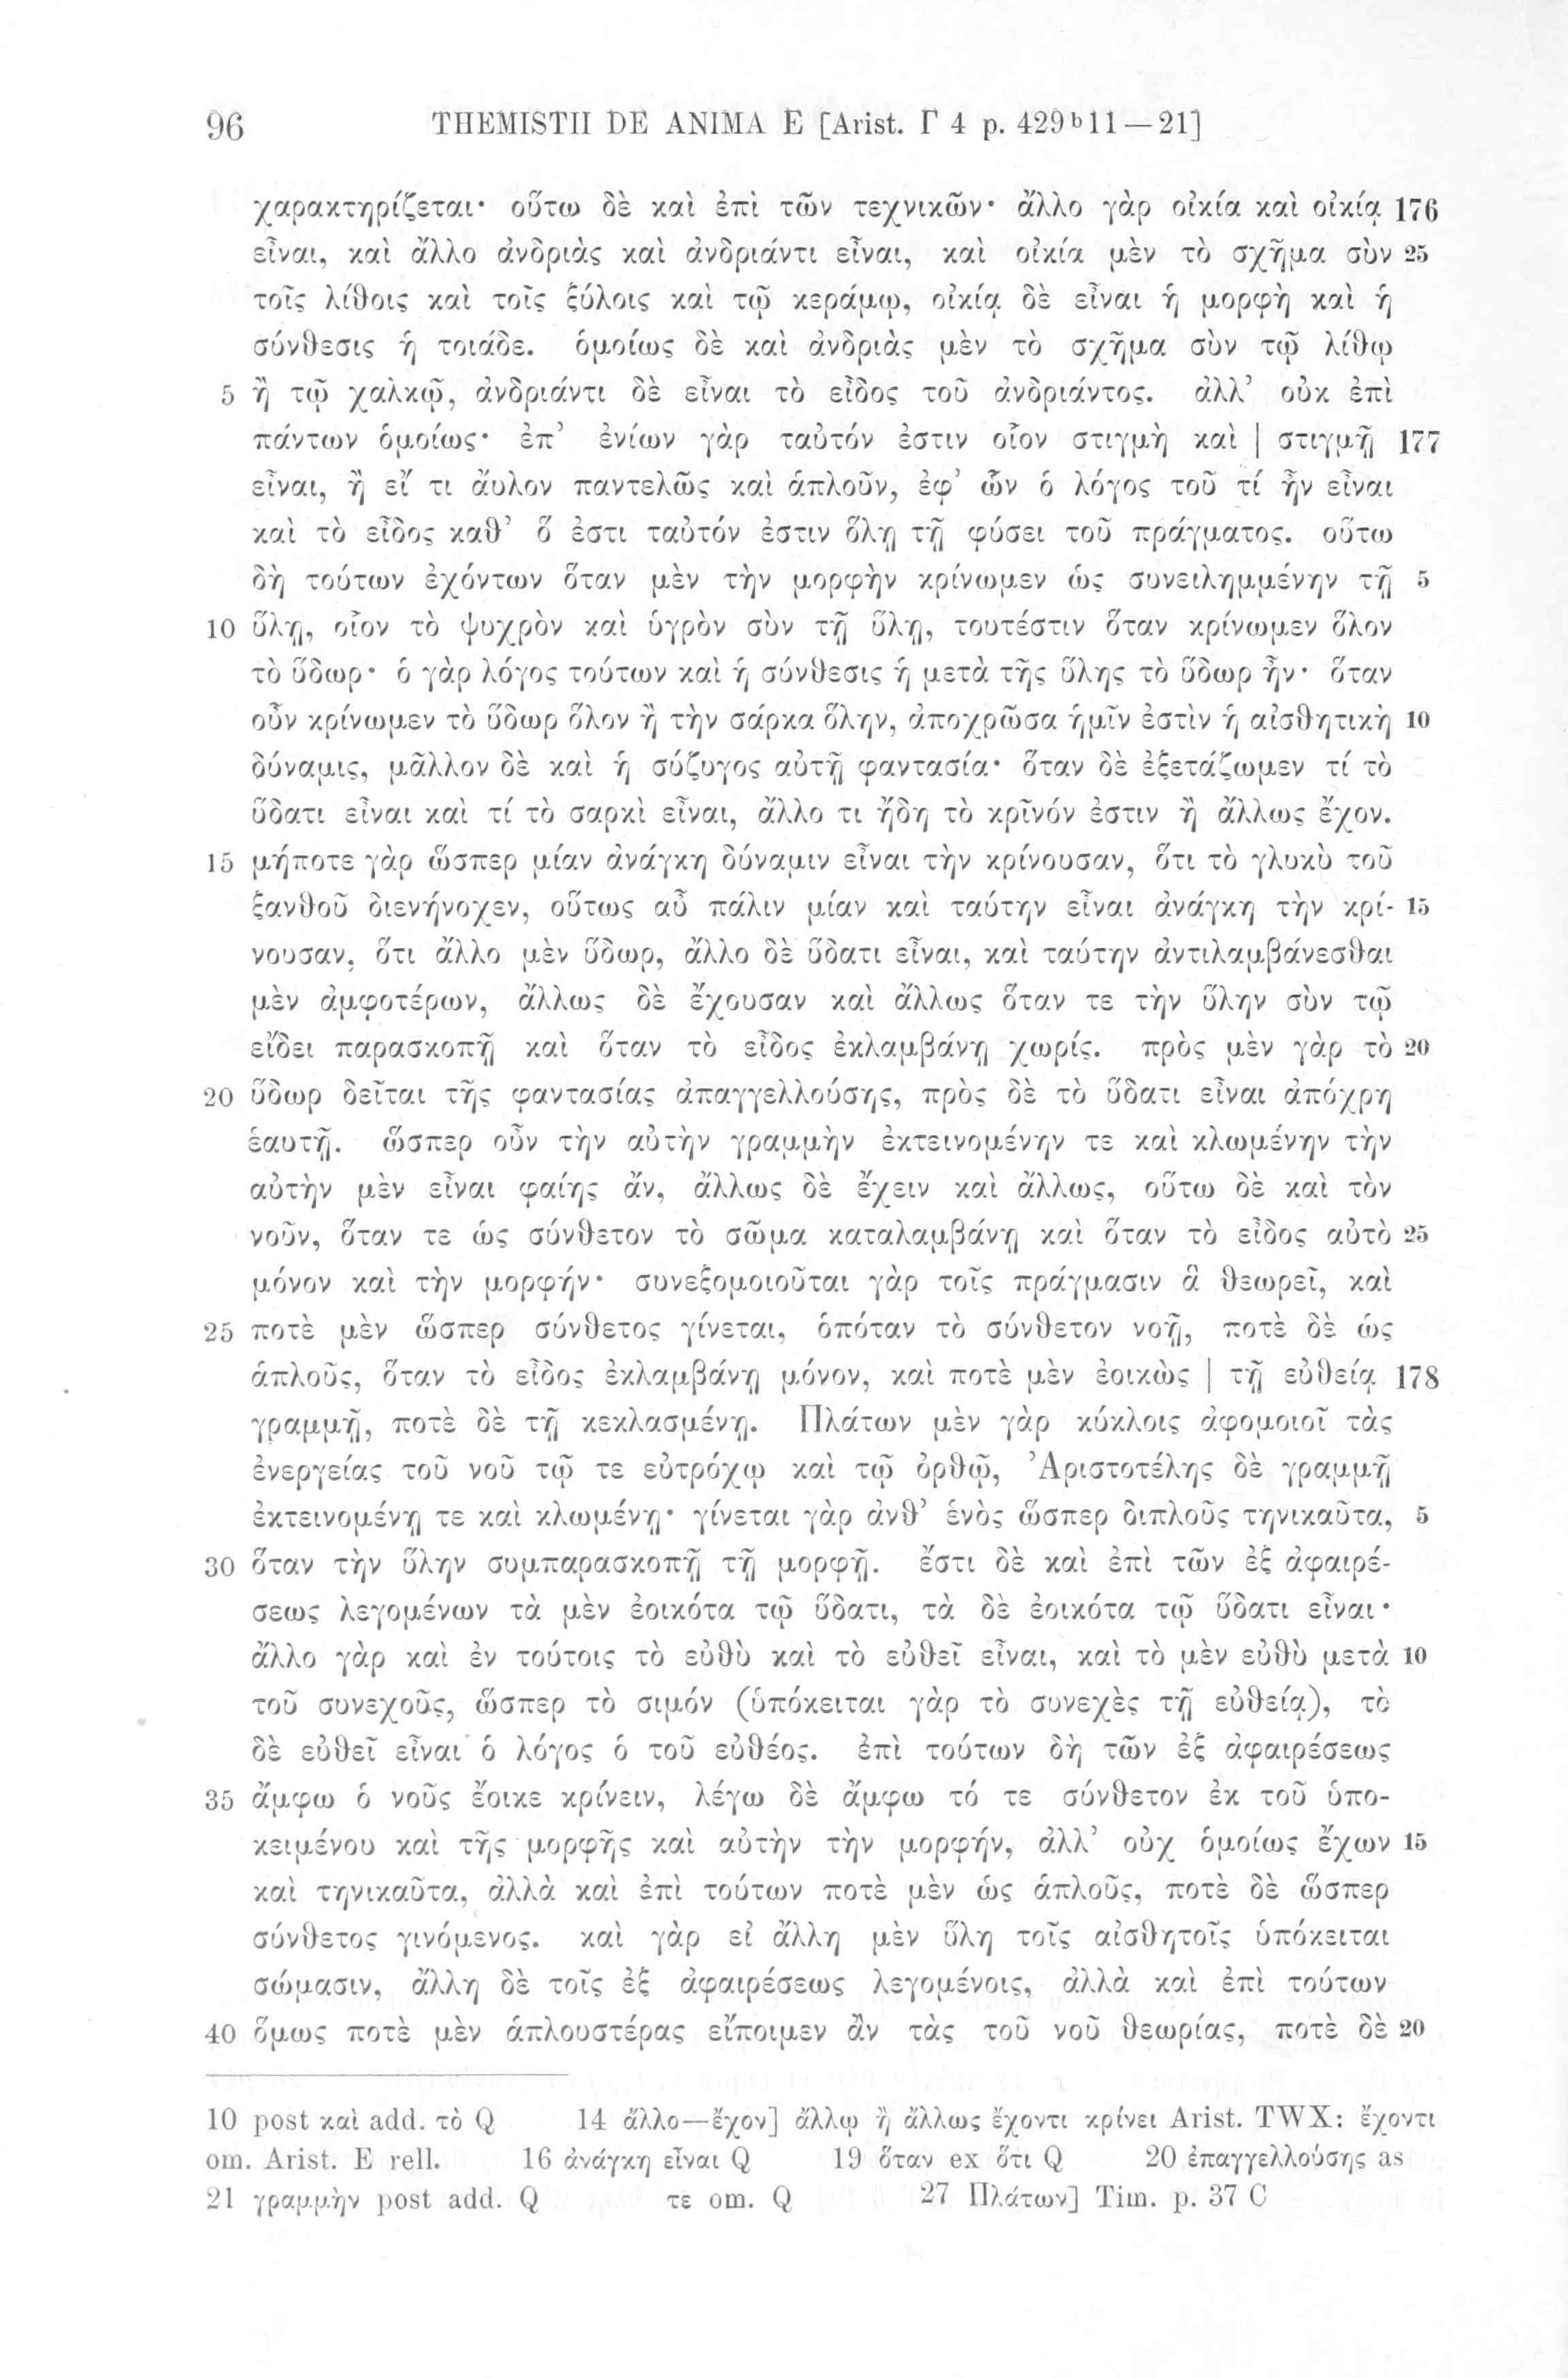 96 THEMISTII DE ANIMA E [Arist. Γ 4 p. 429ᵇ11—21]
χαρακτηρίζεται· οὕτω δὲ καὶ ἐπὶ τῶν τεχνικῶν· ἄλλο γὰρ οἰκία καὶ οἰκίᾳ 176
εἶναι, καὶ ἄλλο ἀνδριὰς καὶ ἀνδριάντι εἶναι, καὶ οἰκία μὲν τὸ σχῆμα σὺν 25
τοῖς λίθοις καὶ τοῖς ξύλοις καὶ τῷ κεράμῳ, οἰκίᾳ δὲ εἶναι ἡ μορφὴ καὶ ἡ
σύνθεσις ἡ τοιάδε. ὁμοίως δὲ καὶ ἀνδριὰς μὲν τὸ σχῆμα σὺν τῷ λίθῳ
5 ἢ τῷ χαλκῷ, ἀνδριάντι δὲ εἶναι τὸ εἶδος τοῦ ἀνδριάντος. ἀλλ’ οὐκ ἐπὶ
πάντων ὁμοίως· ἐπ’ ἐνίων γὰρ ταὐτόν ἐστιν οἷον στιγμὴ καὶ | στιγμῇ 177
εἶναι, ἢ εἴ τι ἄυλον παντελῶς καὶ ἁπλοῦν, ἐφ’ ὧν ὁ λόγος τοῦ τί ἦν εἶναι
καὶ τὸ εἶδος καθ’ ὅ ἐστι ταὐτόν ἐστιν ὅλῃ τῇ φύσει τοῦ πράγματος. οὕτω
δὴ τούτων ἐχόντων ὅταν μὲν τὴν μορφὴν κρίνωμεν ὡς συνειλημμένην τῇ 5
10 ὕλῃ, οἷον τὸ ψυχρὸν καὶ ὑγρὸν σὺν τῇ ὕλῃ, τουτέστιν ὅταν κρίνωμεν ὅλον
τὸ ὕδωρ· ὁ γὰρ λόγος τούτων καὶ ἡ σύνθεσις ἡ μετὰ τῆς ὕλης τὸ ὕδωρ ἦν· ὅταν
οὖν κρίνωμεν τὸ ὕδωρ ὅλον ἢ τὴν σάρκα ὅλην, ἀποχρῶσα ἡμῖν ἐστὶν ἡ αἰσθητικὴ 10
δύναμις, μᾶλλον δὲ καὶ ἡ σύζυγος αὐτῇ φαντασία· ὅταν δὲ ἐξετάζωμεν τί τὸ
ὕδατι εἶναι καὶ τί τὸ σαρκὶ εἶναι, ἄλλο τι ἤδη τὸ κρῖνόν ἐστιν ἢ ἄλλως ἔχον.
15 μήποτε γὰρ ὥσπερ μίαν ἀνάγκη δύναμιν εἶναι τὴν κρίνουσαν, ὅτι τὸ γλυκὺ τοῦ
ξανθοῦ διενήνοχεν, οὕτως αὖ πάλιν μίαν καὶ ταύτην εἶναι ἀνάγκη τὴν κρί- 15
νουσαν, ὅτι ἄλλο μὲν ὕδωρ, ἄλλο δὲ ὕδατι εἶναι, καὶ ταύτην ἀντιλαμβάνεσθαι
μὲν ἀμφοτέρων, ἄλλως δὲ ἔχουσαν καὶ ἄλλως ὅταν τε τὴν ὕλην σὺν τῷ
εἴδει παρασκοπῇ καὶ ὅταν τὸ εἶδος ἐκλαμβάνῃ χωρίς. πρὸς μὲν γὰρ τὸ 20
20 ὕδωρ δεῖται τῆς φαντασίας ἀπαγγελλούσης, πρὸς δὲ τὸ ὕδατι εἶναι ἀπόχρη
ἑαυτῇ. ὥσπερ οὖν τὴν αὐτὴν γραμμὴν ἐκτεινομένην τε καὶ κλωμένην τὴν
αὐτὴν μὲν εἶναι φαίης ἄν, ἄλλως δὲ ἔχειν καὶ ἄλλως, οὕτω δὲ καὶ τὸν
νοῦν, ὅταν τε ὡς σύνθετον τὸ σῶμα καταλαμβάνῃ καὶ ὅταν τὸ εἶδος αὐτὸ 25
μόνον καὶ τὴν μορφήν· συνεξομοιοῦται γὰρ τοῖς πράγμασιν ἃ θεωρεῖ, καὶ
25 ποτὲ μὲν ὥσπερ σύνθετος γίνεται, ὁπόταν τὸ σύνθετον νοῇ, ποτὲ δὲ ὡς
ἁπλοῦς, ὅταν τὸ εἶδος ἐκλαμβάνῃ μόνον, καὶ ποτὲ μὲν ἐοικὼς | τῇ εὐθείᾳ 178
γραμμῇ, ποτὲ δὲ τῇ κεκλασμένῃ. Πλάτων μὲν γὰρ κύκλοις ἀφομοιοῖ τὰς
ἐνεργείας τοῦ νοῦ τῷ τε εὐτρόχῳ καὶ τῷ ὀρθῷ, Ἀριστοτέλης δὲ γραμμῇ
ἐκτεινομένῃ τε καὶ κλωμένῃ· γίνεται γὰρ ἀνθ’ ἑνὸς ὥσπερ διπλοῦς τηνικαῦτα, 5
30 ὅταν τὴν ὕλην συμπαρασκοπῇ τῇ μορφῇ. ἔστι δὲ καὶ ἐπὶ τῶν ἐξ ἀφαιρέ-
σεως λεγομένων τὰ μὲν ἐοικότα τῷ ὕδατι, τὰ δὲ ἐοικότα τῷ ὕδατι εἶναι·
ἄλλο γὰρ καὶ ἐν τούτοις τὸ εὐθὺ καὶ τὸ εὐθεῖ εἶναι, καὶ τὸ μὲν εὐθὺ μετὰ 10
τοῦ συνεχοῦς, ὥσπερ τὸ σιμόν (ὑπόκειται γὰρ τὸ συνεχὲς τῇ εὐθείᾳ), τὸ
δὲ εὐθεῖ εἶναι ὁ λόγος ὁ τοῦ εὐθέος. ἐπὶ τούτων δὴ τῶν ἐξ ἀφαιρέσεως
35 ἄμφω ὁ νοῦς ἔοικε κρίνειν, λέγω δὲ ἄμφω τό τε σύνθετον ἐκ τοῦ ὑπο-
κειμένου καὶ τῆς μορφῆς καὶ αὐτὴν τὴν μορφήν, ἀλλ’ οὐχ ὁμοίως ἔχων 15
καὶ τηνικαῦτα, ἀλλὰ καὶ ἐπὶ τούτων ποτὲ μὲν ὡς ἁπλοῦς, ποτὲ δὲ ὥσπερ
σύνθετος γινόμενος. καὶ γὰρ εἰ ἄλλη μὲν ὕλη τοῖς αἰσθητοῖς ὑπόκειται
σώμασιν, ἄλλη δὲ τοῖς ἐξ ἀφαιρέσεως λεγομένοις, ἀλλὰ καὶ ἐπὶ τούτων
40 ὅμως ποτὲ μὲν ἁπλουστέρας εἴποιμεν ἂν τὰς τοῦ νοῦ θεωρίας, ποτὲ δὲ 20
10 post καὶ add. τὸ Q 14 ἄλλο—ἔχον] ἄλλῳ ἢ ἄλλως ἔχοντι κρίνει Arist. TWX: ἔχοντι
om. Arist. E rell. 16 ἀνάγκη εἶναι Q 19 ὅταν ex ὅτι Q 20 ἐπαγγελλούσης as
21 γραμμὴν post add. Q τε om. Q 27 Πλάτων] Tim. p. 37 C